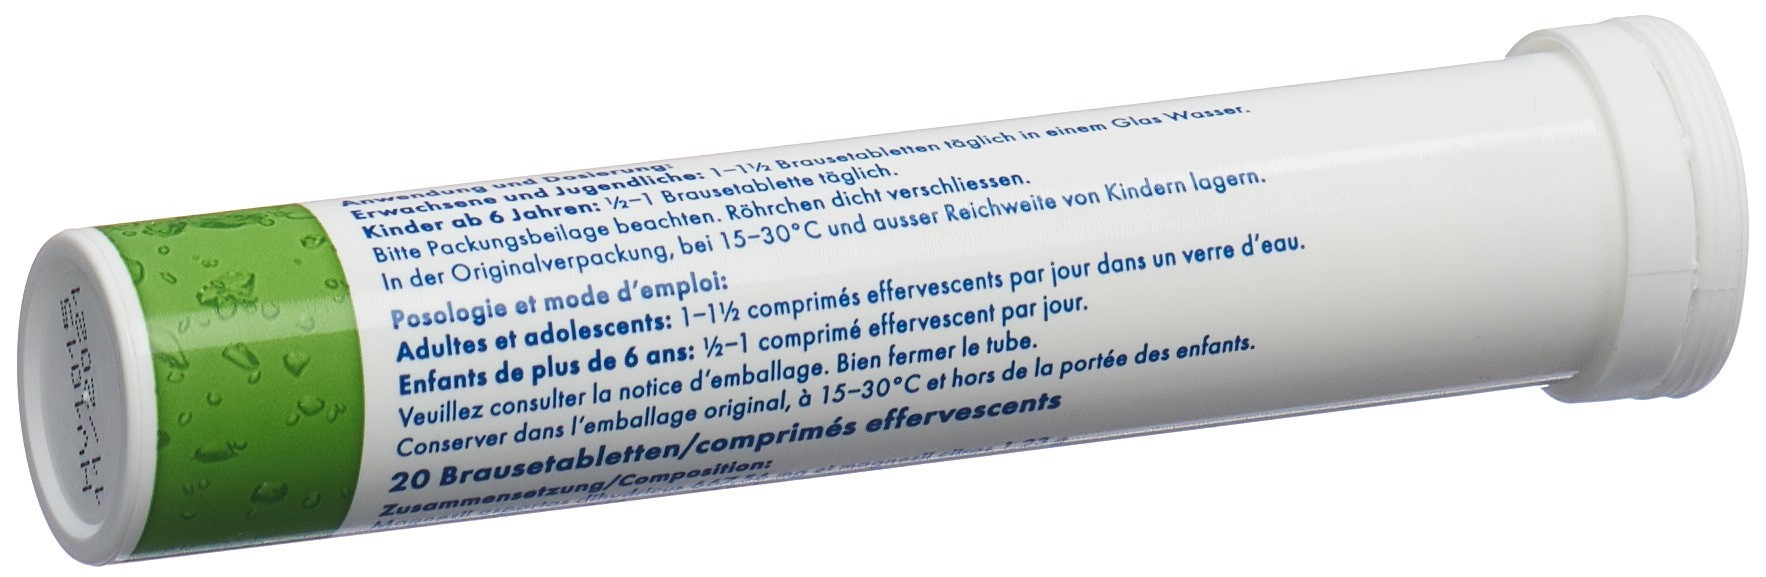 Anwendung und Dosierung:
Erwachsene und Jugendliche: 1–1½ Brausetabletten täglich in einem Glas Wasser.
Kinder ab 6 Jahren: ½–1 Brausetablette täglich.
Bitte Packungsbeilage beachten. Röhrchen dicht verschliessen.
In der Originalverpackung, bei 15–30°C und ausser Reichweite von Kindern lagern.
Posologie et mode d'emploi:
Adultes et adolescents: 1–1½ comprimés effervescents par jour dans un verre d'eau.
Enfants de plus de 6 ans: ½–1 comprimé effervescent par jour.
Veuillez consulter la notice d'emballage. Bien fermer le tube.
Conserver dans l'emballage original, à 15–30°C et hors de la portée des enfants.
20 Brausetabletten/comprimés effervescents
Zusammensetzung/Composition: